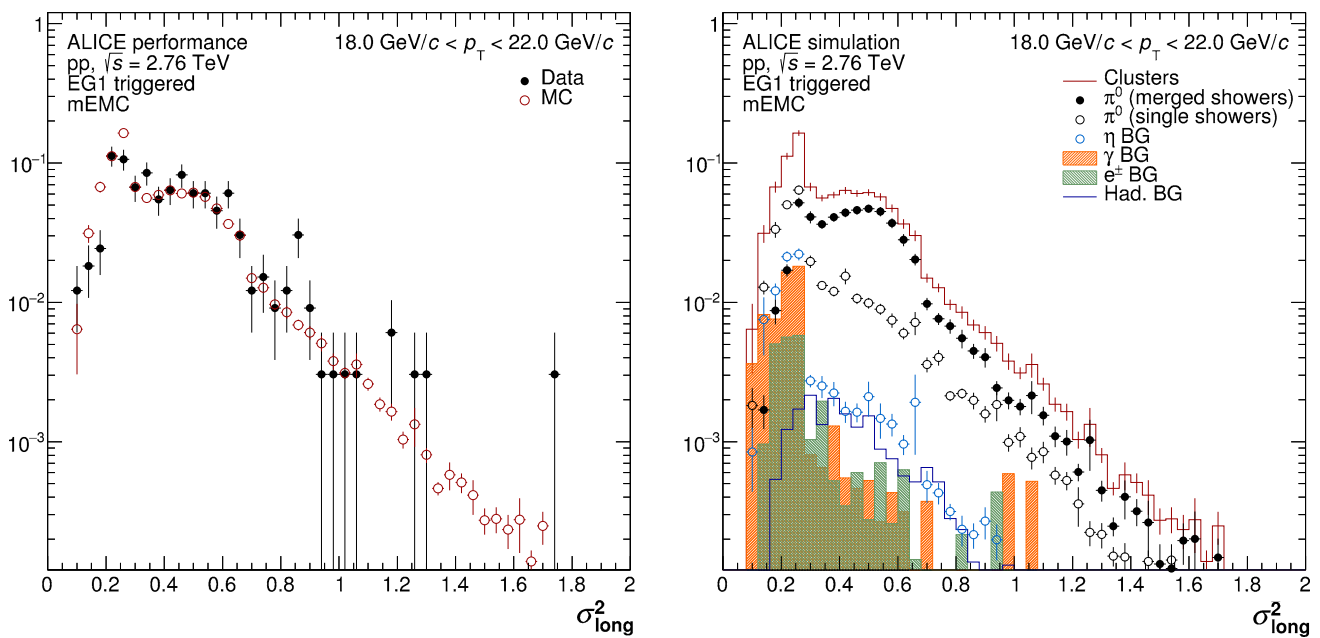 1
10⁻¹
10⁻²
10⁻³
ALICE performance
pp, √s = 2.76 TeV
EG1 triggered
mEMC
18.0 GeV/c < p_T < 22.0 GeV/c
Data
MC
0 0.2 0.4 0.6 0.8 1 1.2 1.4 1.6 1.8 2
σ²_long
1
10⁻¹
10⁻²
10⁻³
ALICE simulation
pp, √s = 2.76 TeV
EG1 triggered
mEMC
18.0 GeV/c < p_T < 22.0 GeV/c
Clusters
π⁰ (merged showers)
π⁰ (single showers)
η BG
γ BG
e± BG
Had. BG
0 0.2 0.4 0.6 0.8 1 1.2 1.4 1.6 1.8 2
σ²_long